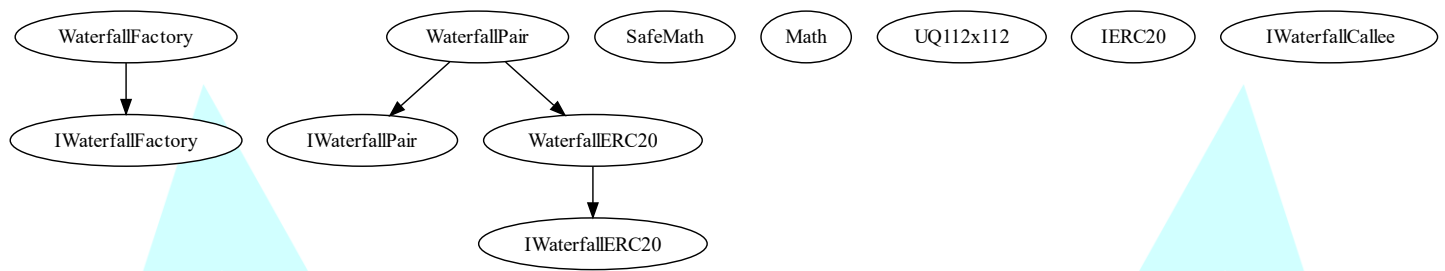 WaterfallFactory
WaterfallPair
SafeMath
Math
UQ112x112
IERC20
IWaterfallCallee
IWaterfallFactory
IWaterfallPair
WaterfallERC20
IWaterfallERC20